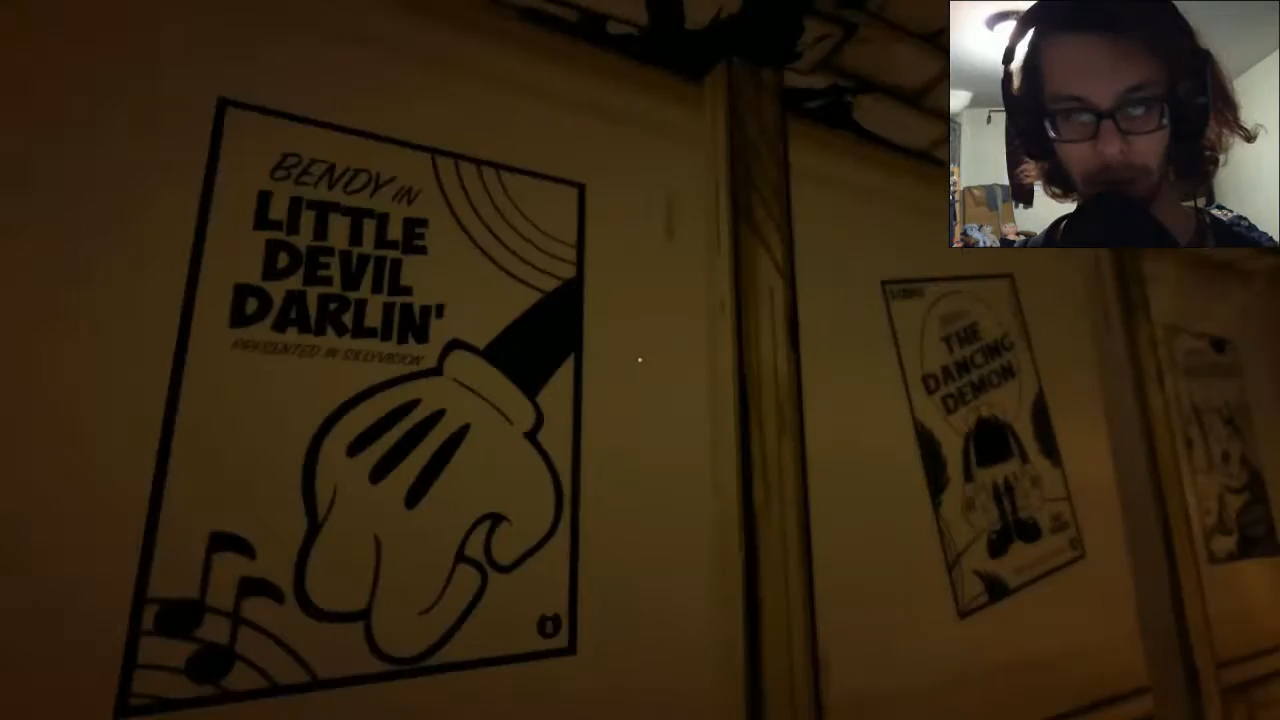 BENDY IN
LITTLE
DEVIL
DARLIN'
PRESENTED IN SILLYVISION
THE
DANCING
DEMON